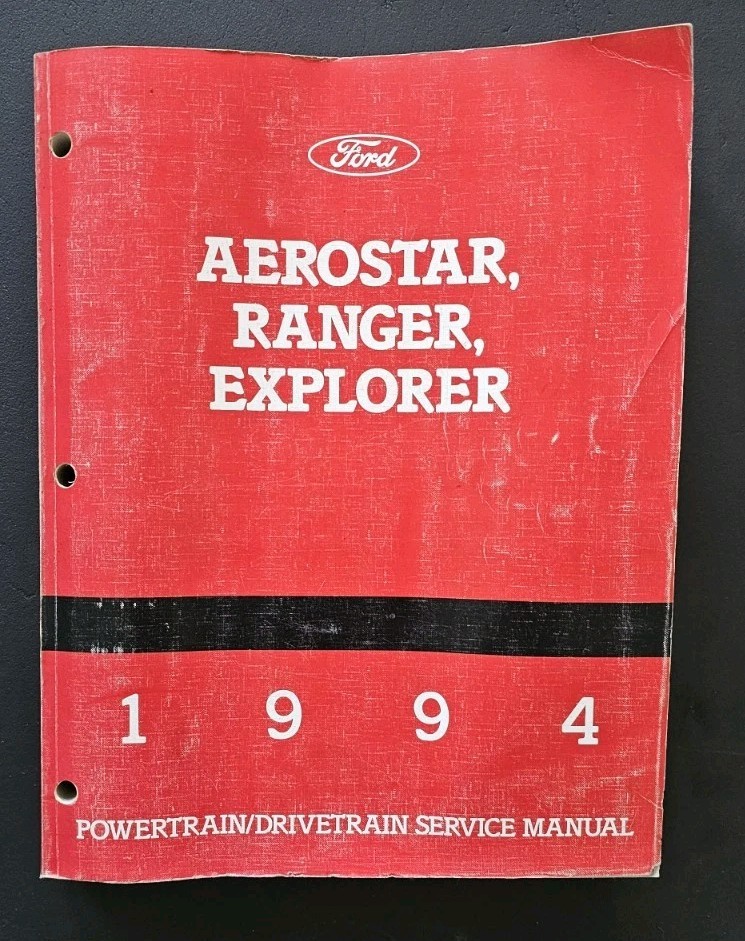 Ford
AEROSTAR,
RANGER,
EXPLORER
1 9 9 4
POWERTRAIN/DRIVETRAIN SERVICE MANUAL